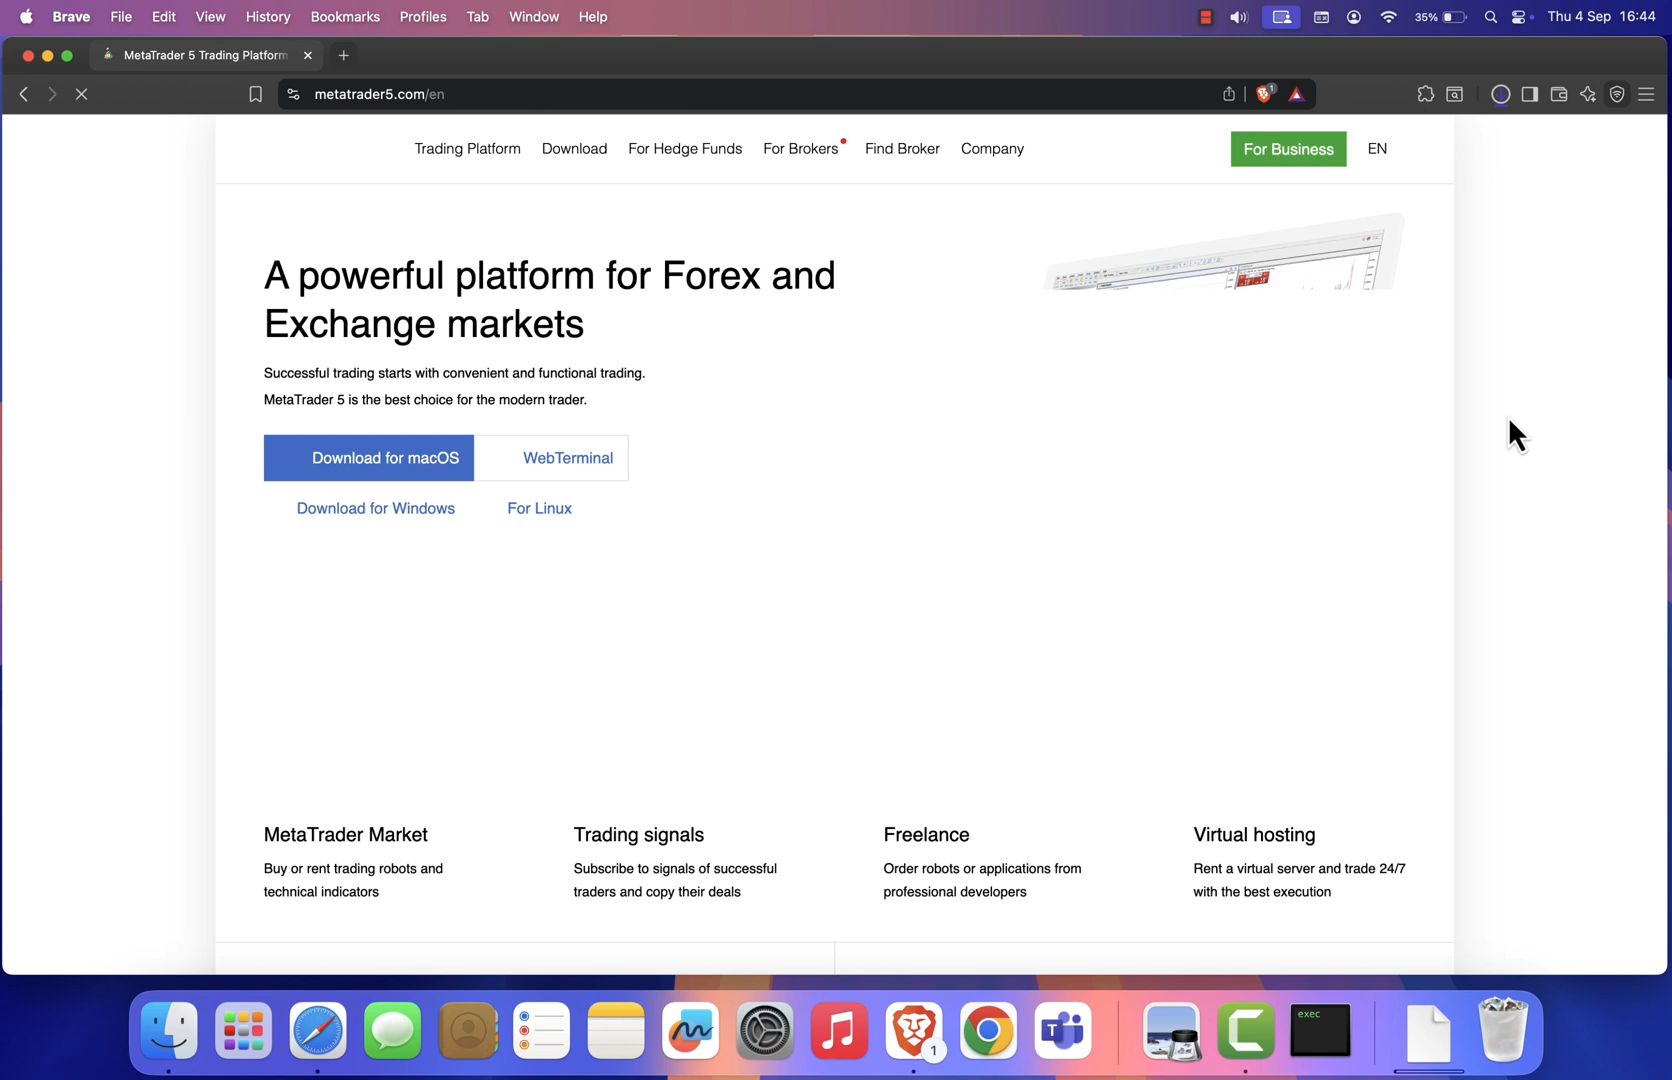 Brave File Edit View History Bookmarks Profiles Tab Window Help 35% Thu 4 Sep 16:44
MetaTrader 5 Trading Platform
metatrader5.com/en 1
Trading Platform Download For Hedge Funds For Brokers Find Broker Company For Business EN
A powerful platform for Forex and
Exchange markets
Successful trading starts with convenient and functional trading.
MetaTrader 5 is the best choice for the modern trader.
Download for macOS WebTerminal
Download for Windows For Linux
MetaTrader Market
Buy or rent trading robots and
technical indicators
Trading signals
Subscribe to signals of successful
traders and copy their deals
Freelance
Order robots or applications from
professional developers
Virtual hosting
Rent a virtual server and trade 24/7
with the best execution
1
exec